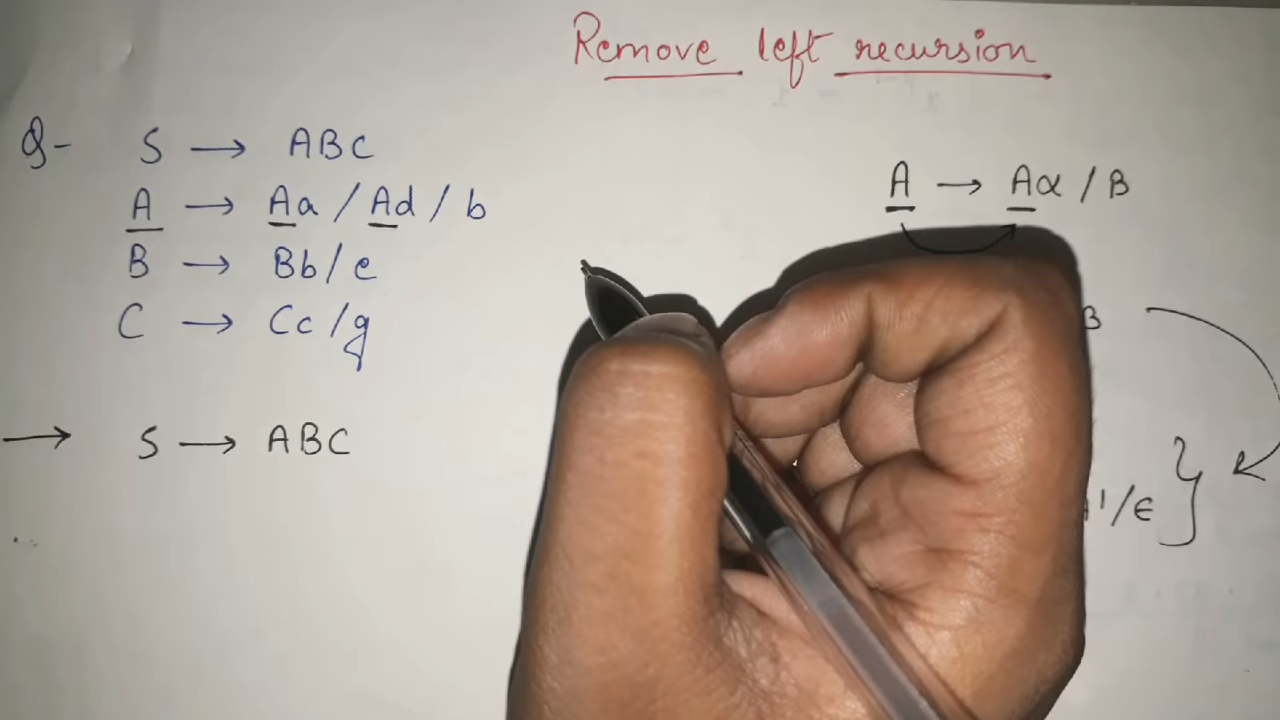 Remove left recursion
Q- S → ABC
A → Aa / Ad / b
B → Bb / e
C → Cc / g
→ S → ABC
A → Aα / B
B
A'/ϵ }